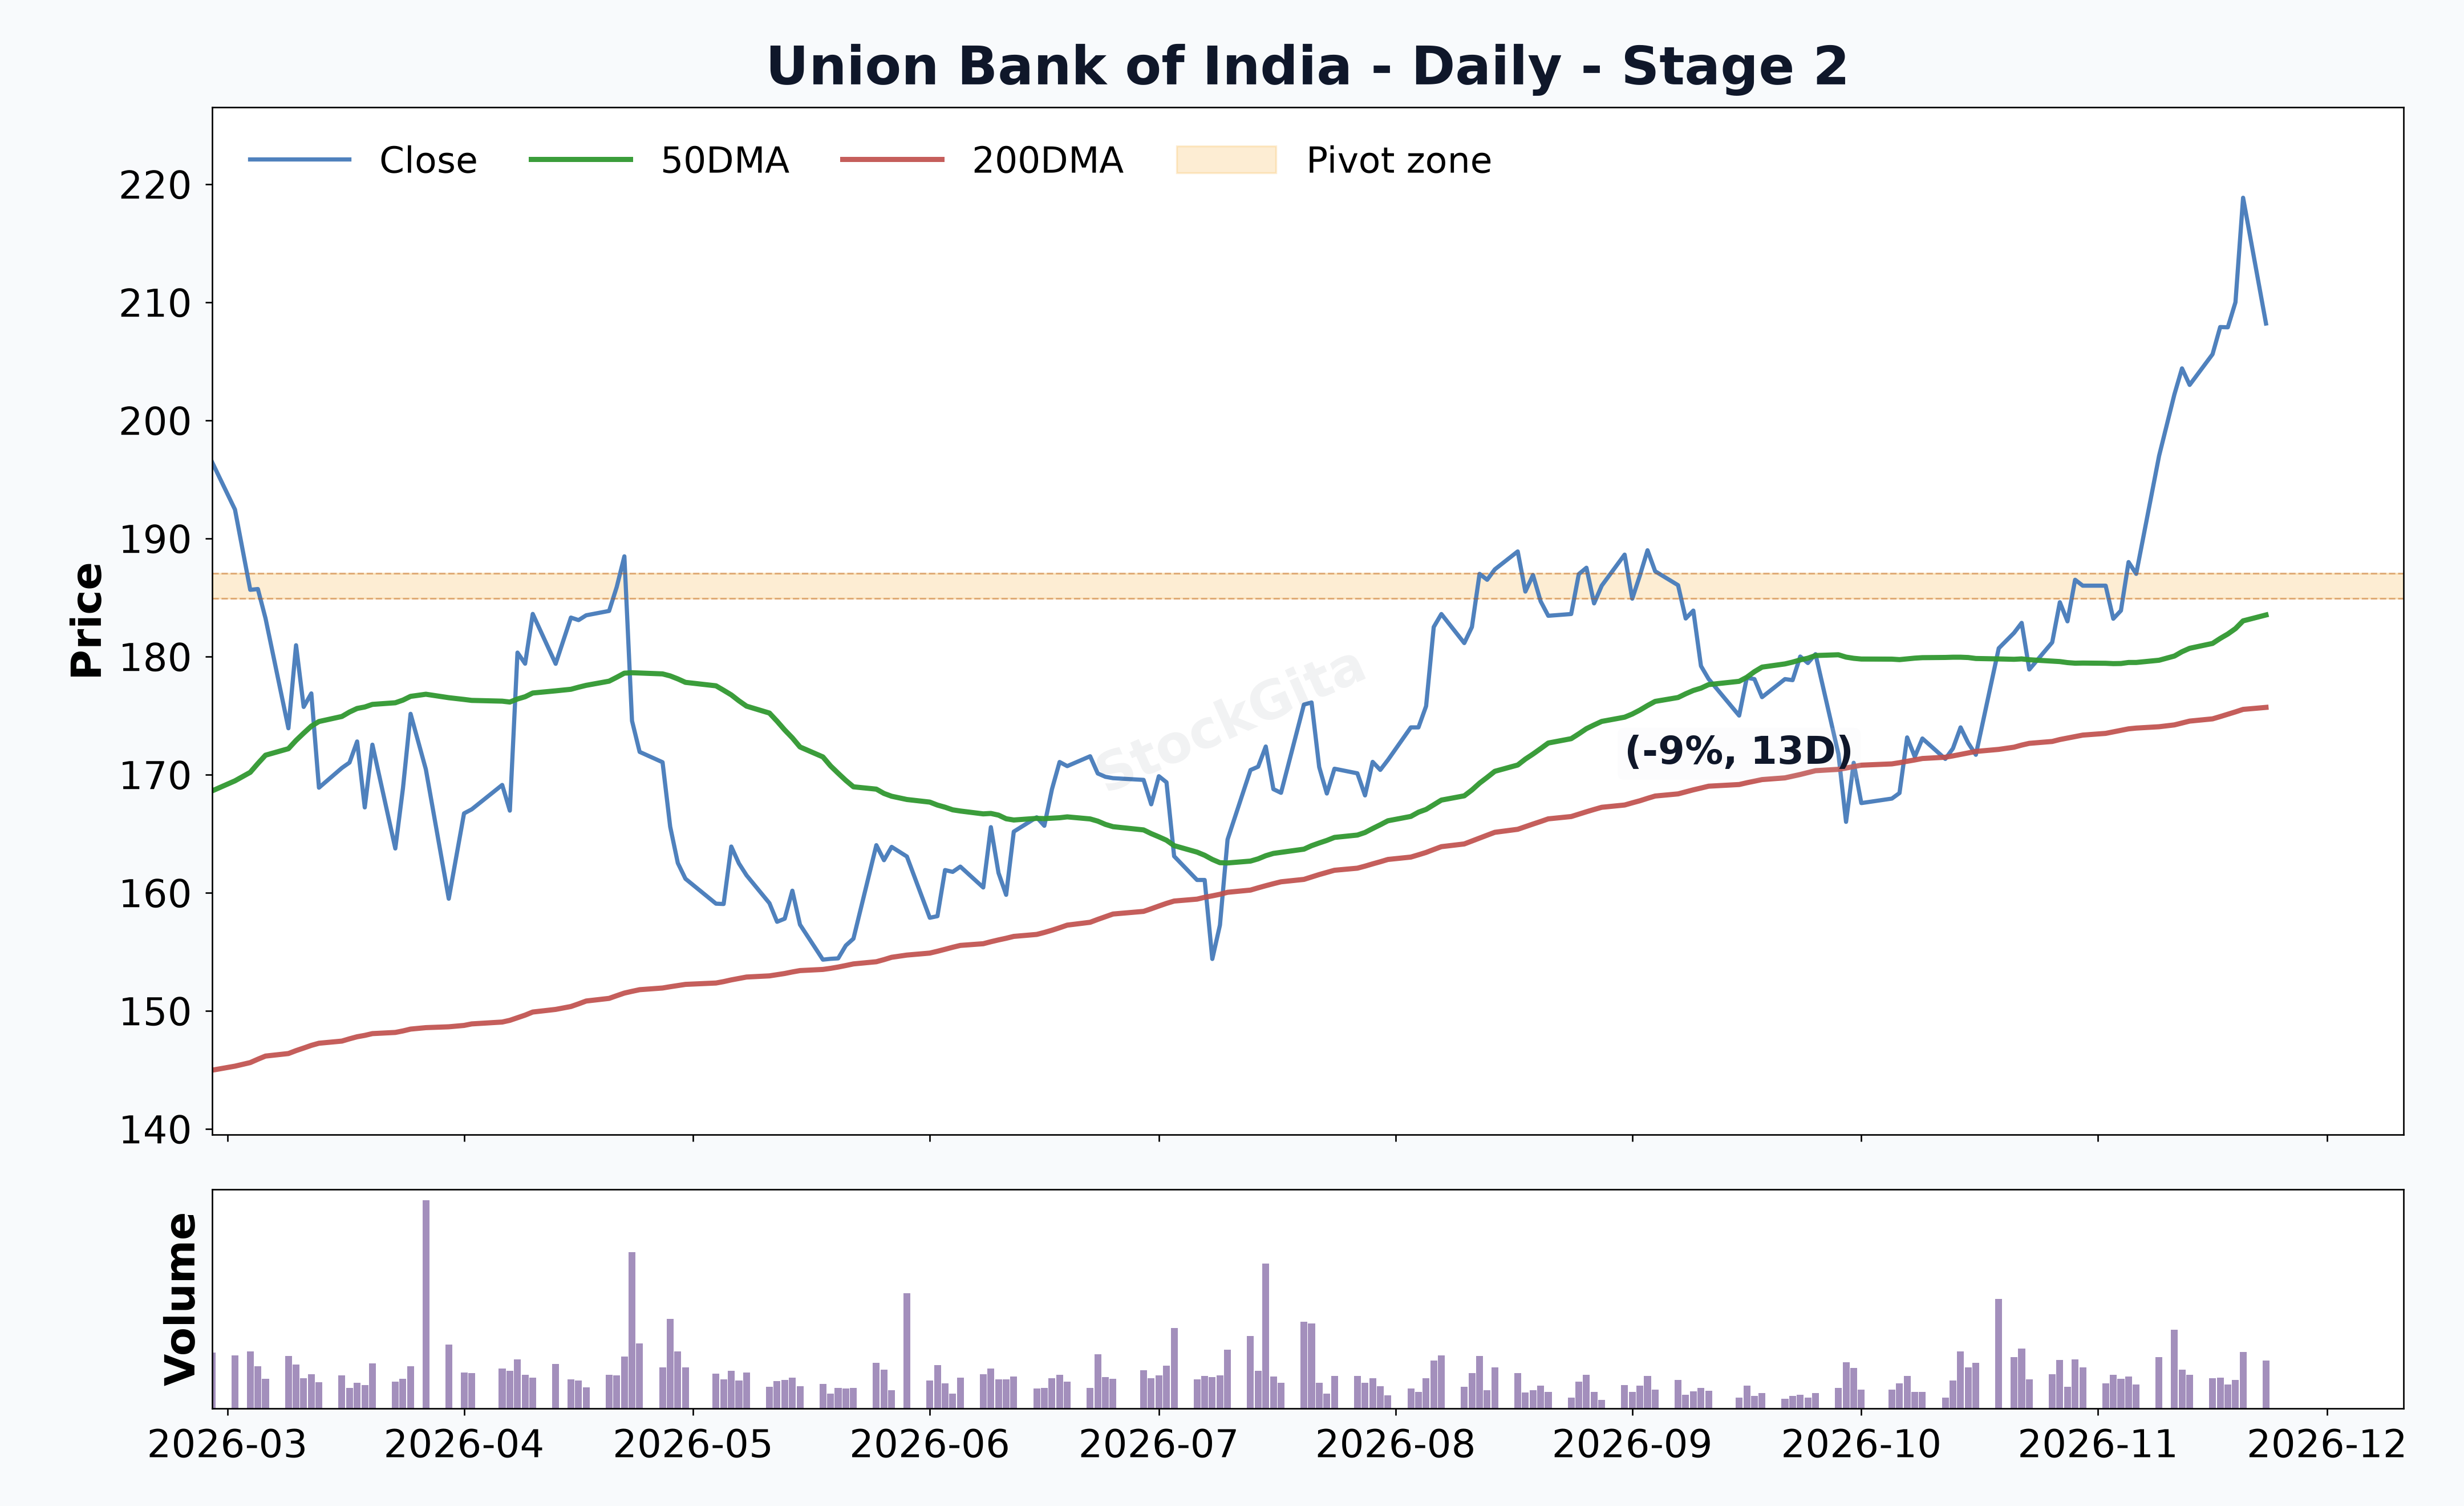 Union Bank of India - Daily - Stage 2
Close 50DMA 200DMA Pivot zone
Price
220
210
200
190
180
170
160
150
140
StockGita
(-9%, 13D)
Volume
2026-03 2026-04 2026-05 2026-06 2026-07 2026-08 2026-09 2026-10 2026-11 2026-12